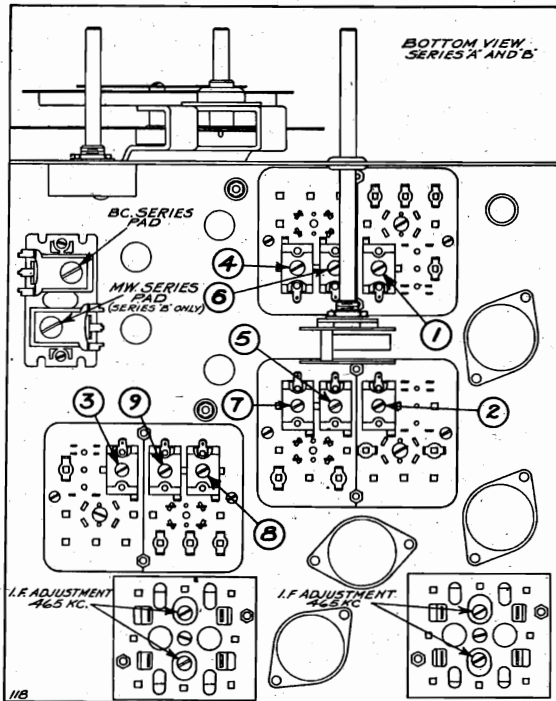 BOTTOM VIEW
SERIES "A" AND "B"
BC. SERIES
PAD
MW. SERIES
PAD
(SERIES "B" ONLY)
4
6
1
5
7
2
3
9
8
I.F. ADJUSTMENT
465 KC.
I.F. ADJUSTMENT
465 KC
118